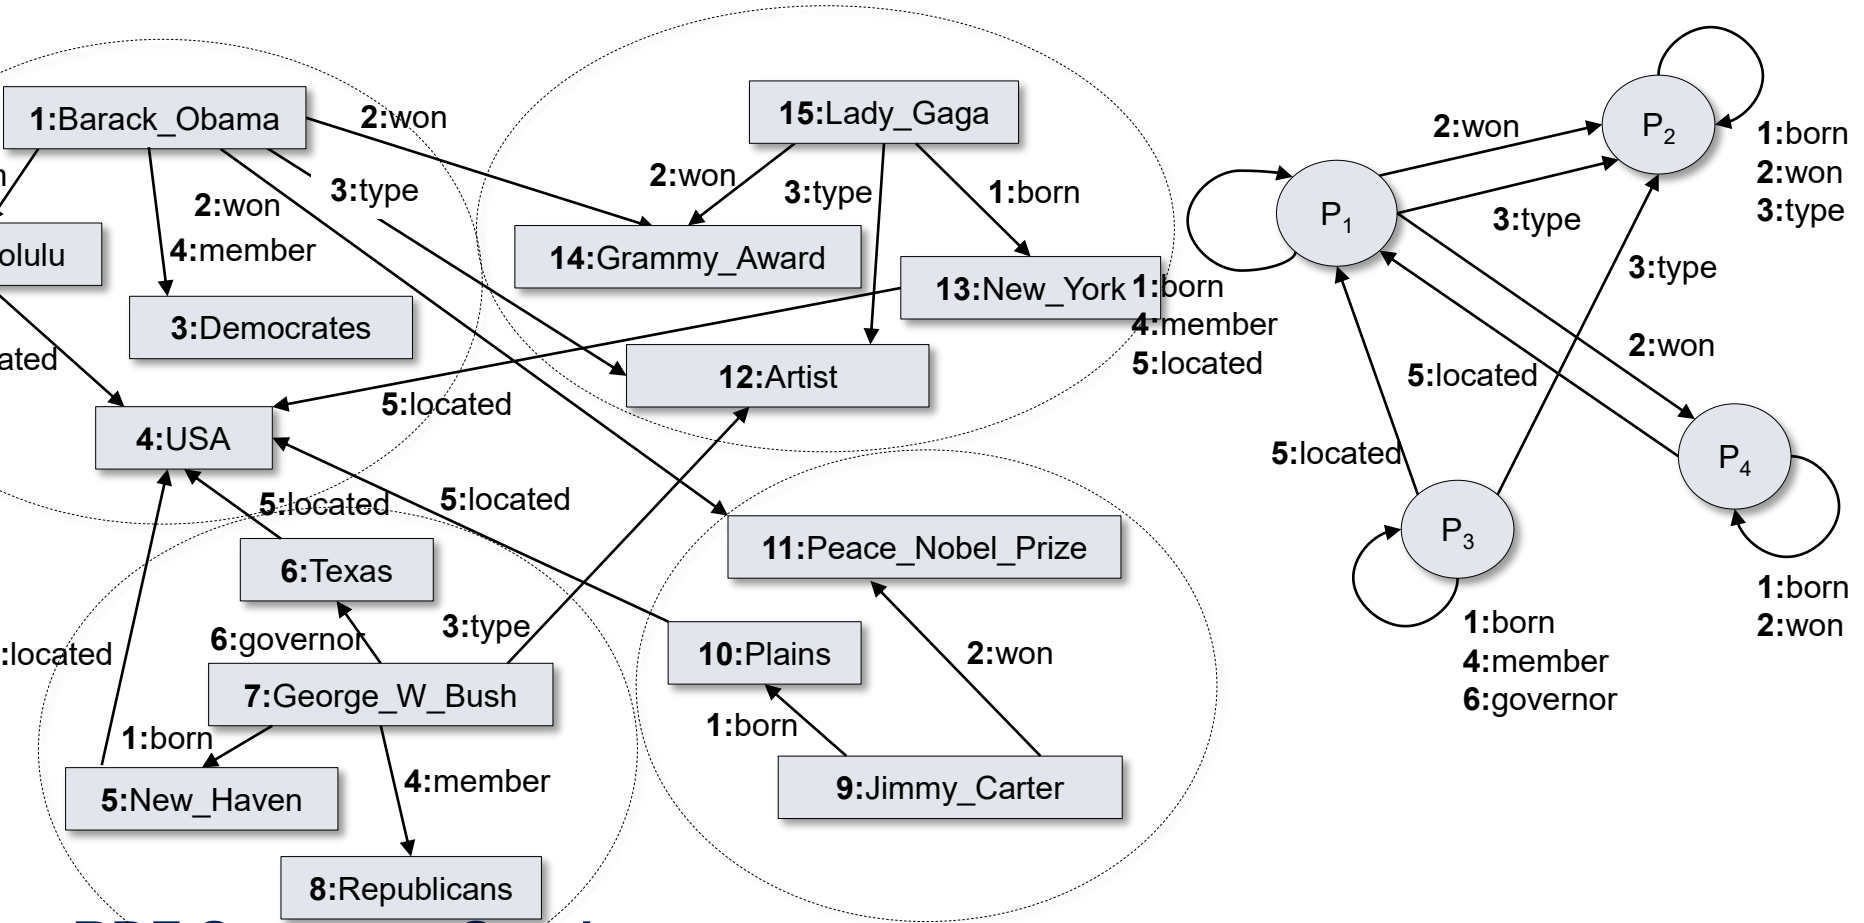 1:Barack_Obama
2:won
15:Lady_Gaga
2:won
3:type
1:born
3:type
2:won
4:member
olulu
14:Grammy_Award
13:New_York
3:Democrates
ated
12:Artist
5:located
4:USA
5:located
5:located
11:Peace_Nobel_Prize
6:Texas
6:governor
3:type
:located
10:Plains
2:won
7:George_W_Bush
1:born
1:born
4:member
5:New_Haven
9:Jimmy_Carter
8:Republicans
P2
2:won
1:born
2:won
3:type
P1
3:type
3:type
1:born
4:member
5:located
2:won
5:located
5:located
P4
P3
1:born
2:won
1:born
4:member
6:governor